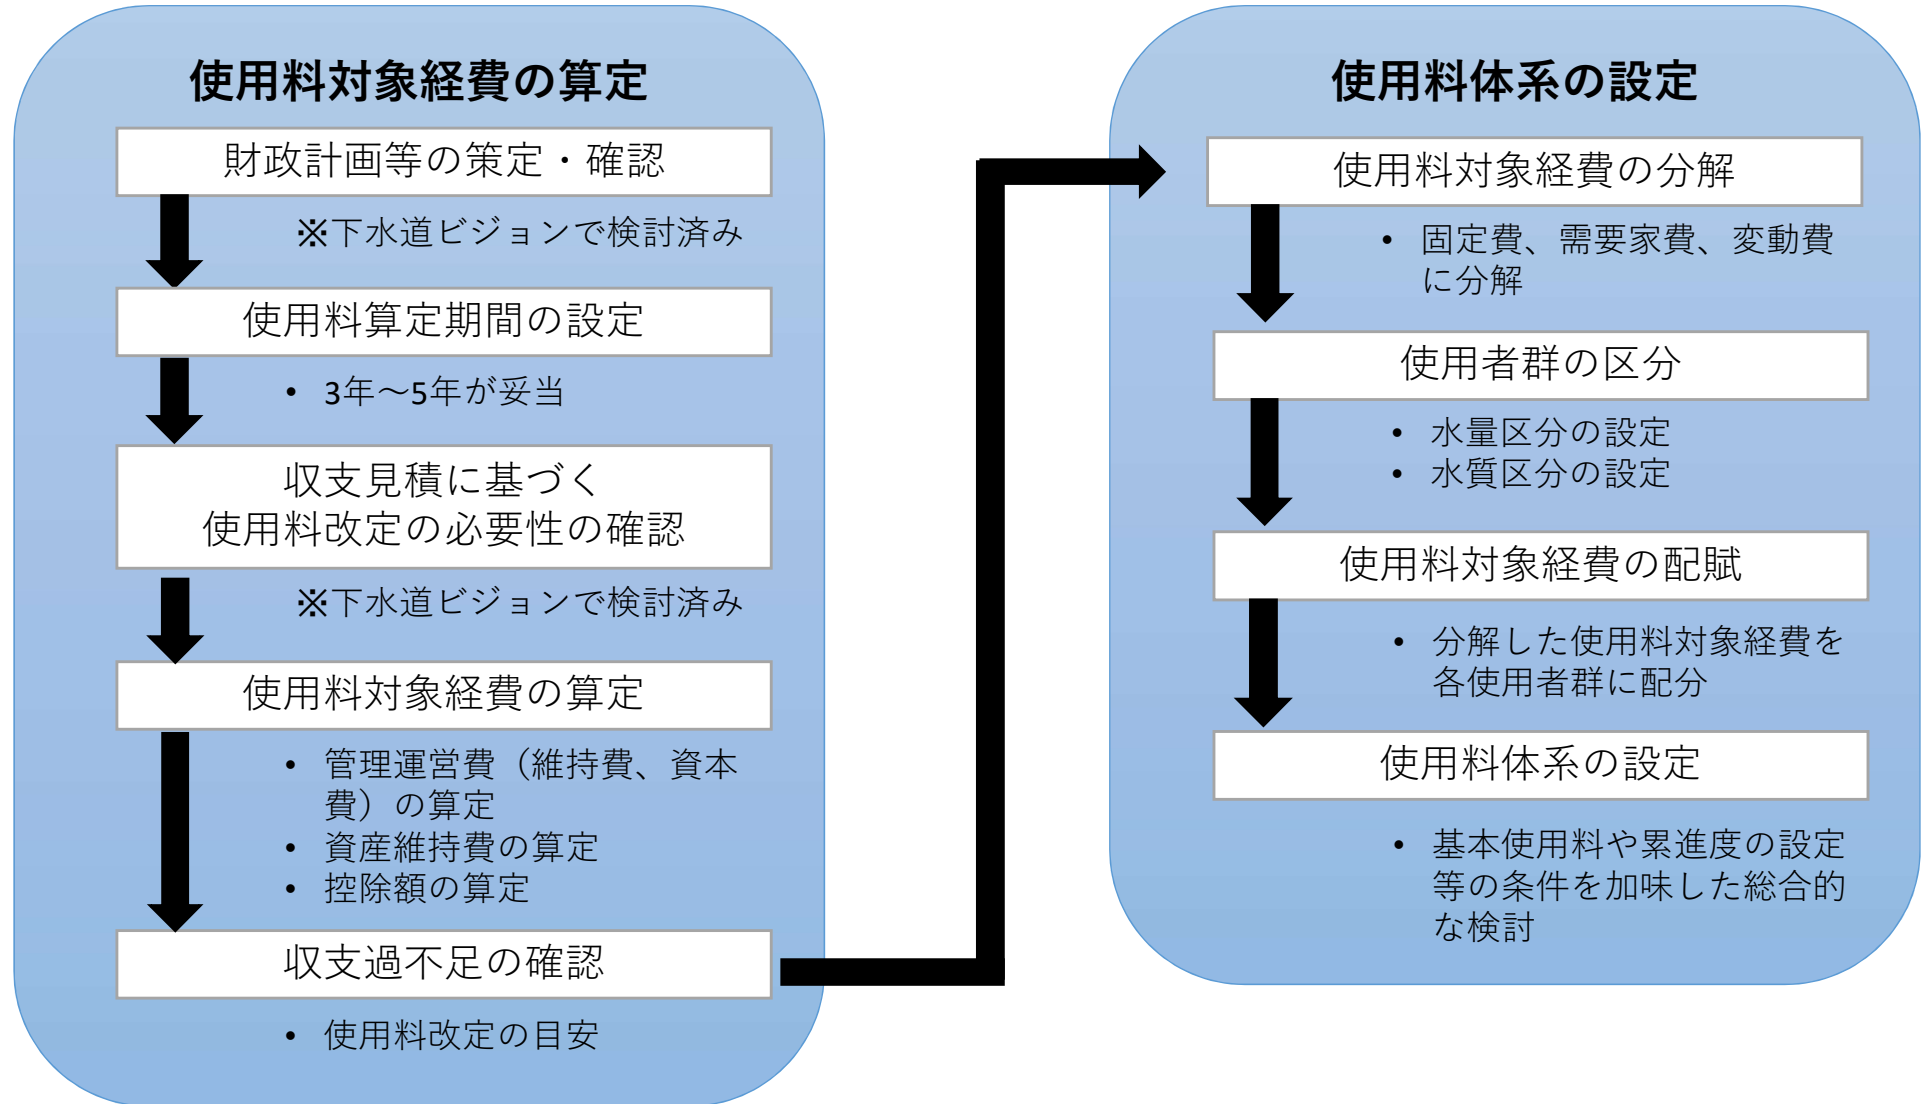 使用料対象経費の算定
財政計画等の策定・確認
※下水道ビジョンで検討済み
使用料算定期間の設定
• 3年～5年が妥当
収支見積に基づく
使用料改定の必要性の確認
※下水道ビジョンで検討済み
使用料対象経費の算定
• 管理運営費（維持費、資本
費）の算定
• 資産維持費の算定
• 控除額の算定
収支過不足の確認
• 使用料改定の目安
使用料体系の設定
使用料対象経費の分解
• 固定費、需要家費、変動費
に分解
使用者群の区分
• 水量区分の設定
• 水質区分の設定
使用料対象経費の配賦
• 分解した使用料対象経費を
各使用者群に配分
使用料体系の設定
• 基本使用料や累進度の設定
等の条件を加味した総合的
な検討